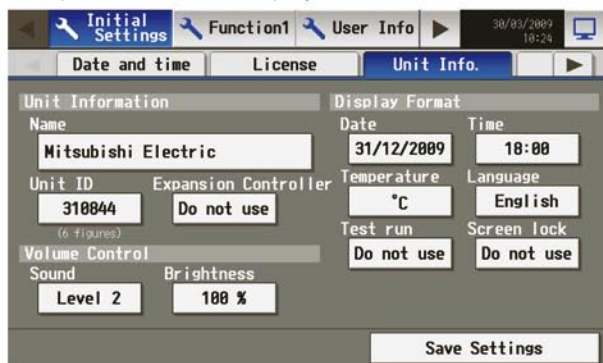 Initial Settings
Function1
User Info
30/03/2009
10:24
Date and time
License
Unit Info.
Unit Information
Name
Mitsubishi Electric
Unit ID
Expansion Controller
310844
Do not use
(6 figures)
Volume Control
Sound
Brightness
Level 2
100 %
Display Format
Date
Time
31/12/2009
18:00
Temperature
Language
°C
English
Test run
Screen lock
Do not use
Do not use
Save Settings